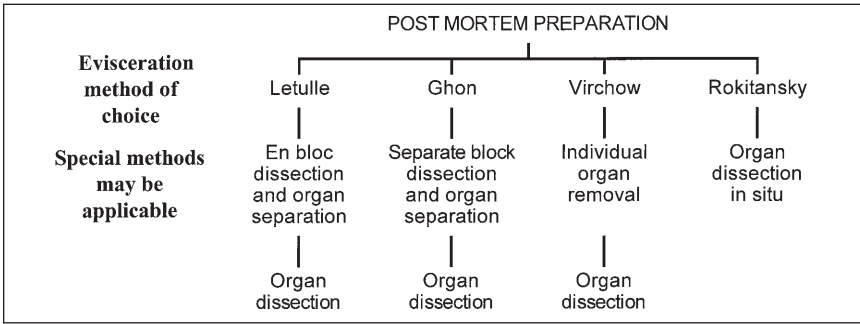 POST MORTEM PREPARATION
Evisceration
method of
choice
Letulle
Ghon
Virchow
Rokitansky
Special methods
may be
applicable
En bloc
dissection
and organ
separation
Separate block
dissection
and organ
separation
Individual
organ
removal
Organ
dissection
in situ
Organ
dissection
Organ
dissection
Organ
dissection